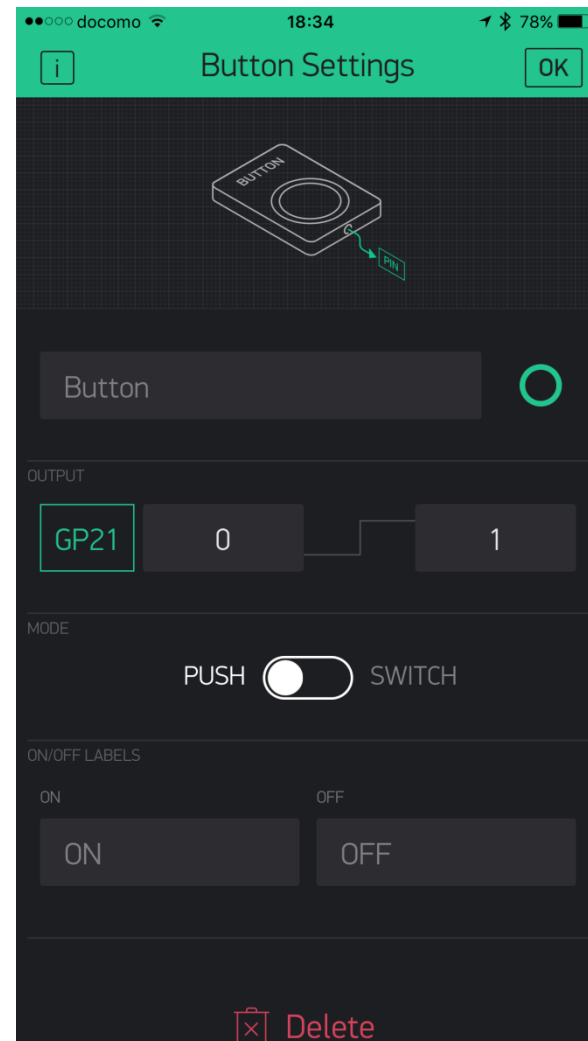 docomo 18:34 78%
i Button Settings OK
BUTTON
PIN
Button
OUTPUT
GP21 0 1
MODE
PUSH SWITCH
ON/OFF LABELS
ON OFF
ON OFF
Delete